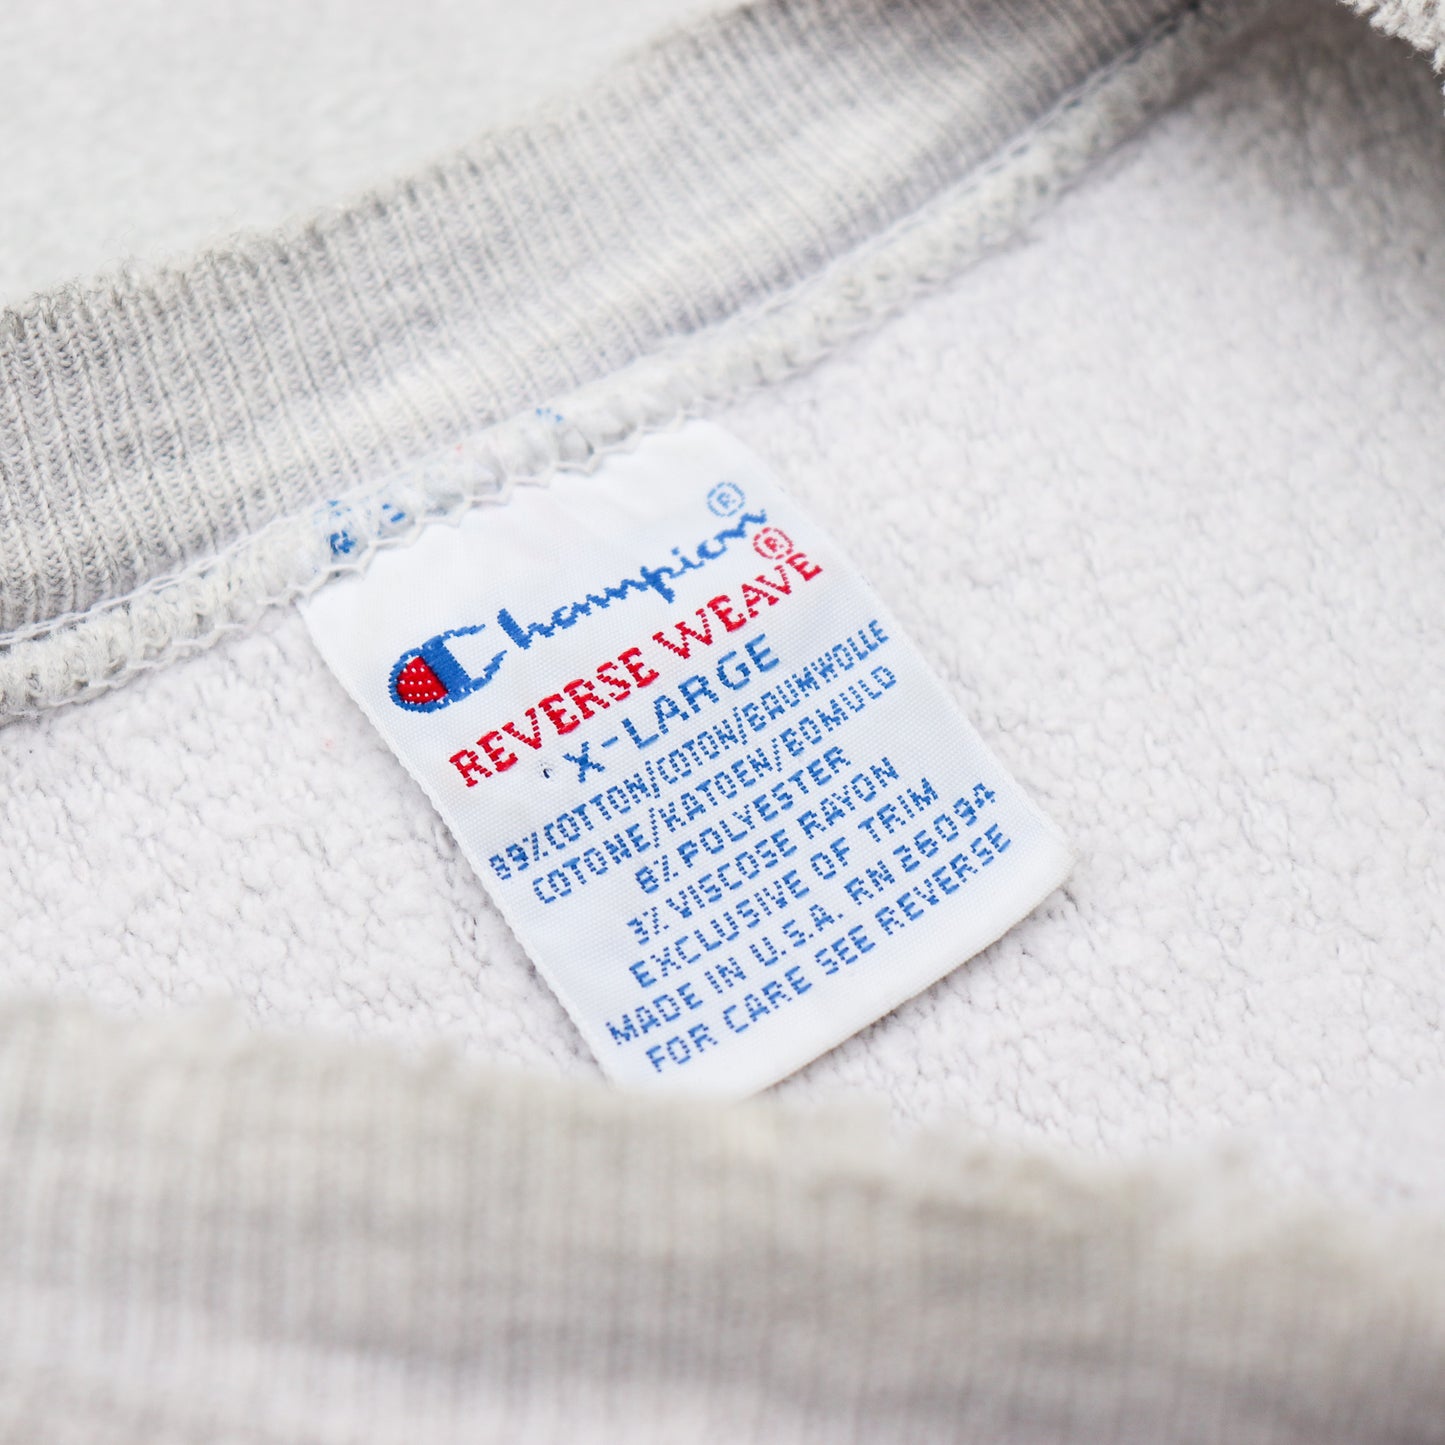 Champion®
REVERSE WEAVE®
X-LARGE
89% COTTON/COTON/BAUMWOLLE
COTONE/KATOEN/BOMULD
8% POLYESTER
3% VISCOSE RAYON
EXCLUSIVE OF TRIM
MADE IN U.S.A. RN 26094
FOR CARE SEE REVERSE